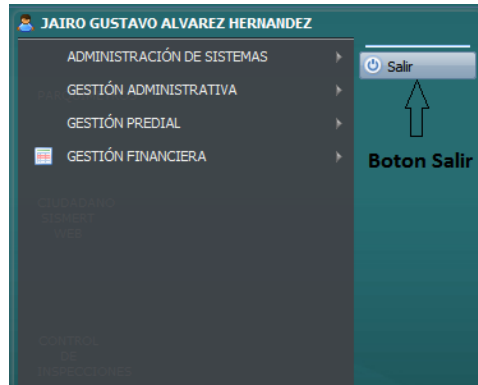 JAIRO GUSTAVO ALVAREZ HERNANDEZ
ADMINISTRACIÓN DE SISTEMAS
GESTIÓN ADMINISTRATIVA
GESTIÓN PREDIAL
GESTIÓN FINANCIERA
CIUDADANO
SISMERT
WEB
CONTROL
DE
INSPECCIONES
Salir
Boton Salir